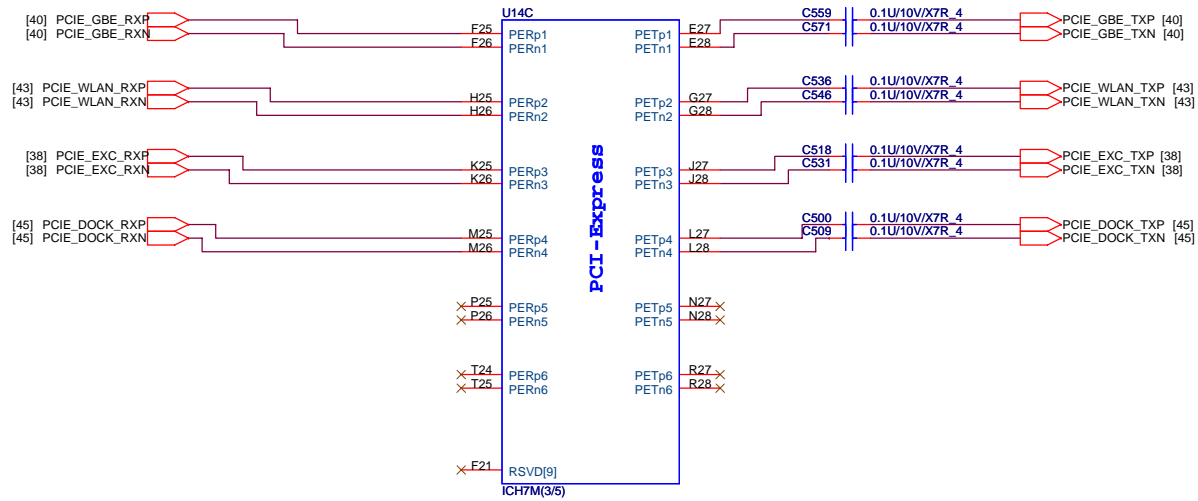 U14C
[40] PCIE_GBE_RXP F25 PERp1 PETp1 E27 C559 0.1U/10V/X7R_4 PCIE_GBE_TXP [40]
[40] PCIE_GBE_RXN F26 PERn1 PETn1 E28 C571 0.1U/10V/X7R_4 PCIE_GBE_TXN [40]
[43] PCIE_WLAN_RXP H25 PERp2 PETp2 G27 C536 0.1U/10V/X7R_4 PCIE_WLAN_TXP [43]
[43] PCIE_WLAN_RXN H26 PERn2 PETn2 G28 C546 0.1U/10V/X7R_4 PCIE_WLAN_TXN [43]
[38] PCIE_EXC_RXP K25 PERp3 PETp3 J27 C518 0.1U/10V/X7R_4 PCIE_EXC_TXP [38]
[38] PCIE_EXC_RXN K26 PERn3 PETn3 J28 C531 0.1U/10V/X7R_4 PCIE_EXC_TXN [38]
[45] PCIE_DOCK_RXP M25 PERp4 PETp4 L27 C500 0.1U/10V/X7R_4 PCIE_DOCK_TXP [45]
[45] PCIE_DOCK_RXN M26 PERn4 PETn4 L28 C509 0.1U/10V/X7R_4 PCIE_DOCK_TXN [45]
PCI-Express
P25 PERp5 PETp5 N27
P26 PERn5 PETn5 N28
T24 PERp6 PETp6 R27
T25 PERn6 PETn6 R28
F21 RSVD[9]
ICH7M(3/5)